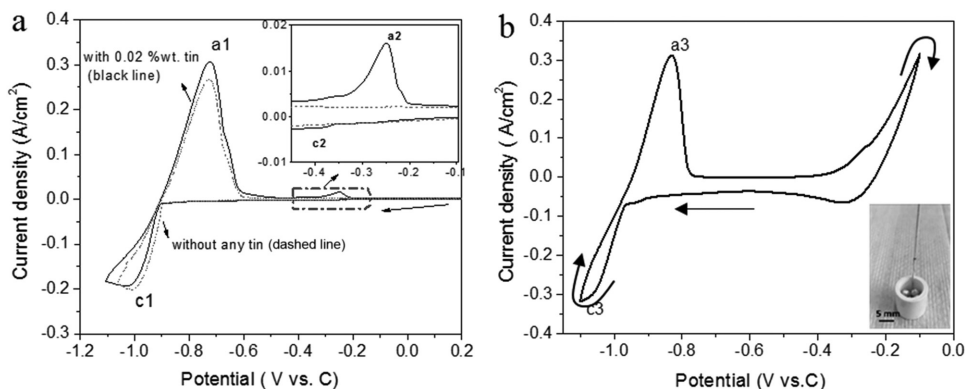 a
0.4
0.3
0.2
0.1
0.0
-0.1
-0.2
-0.3
Current density (A/cm²)
-1.2 -1.0 -0.8 -0.6 -0.4 -0.2 0.0 0.2
Potential ( V vs. C)
a1
with 0.02 %wt. tin
(black line)
without any tin (dashed line)
c1
0.02
0.01
0.00
-0.01
a2
c2
-0.4 -0.3 -0.2 -0.1
b
0.4
0.3
0.2
0.1
0.0
-0.1
-0.2
-0.3
-0.4
Current density ( A/cm²)
-1.0 -0.8 -0.6 -0.4 -0.2 0.0
Potential (V vs.C)
a3
c3
5 mm